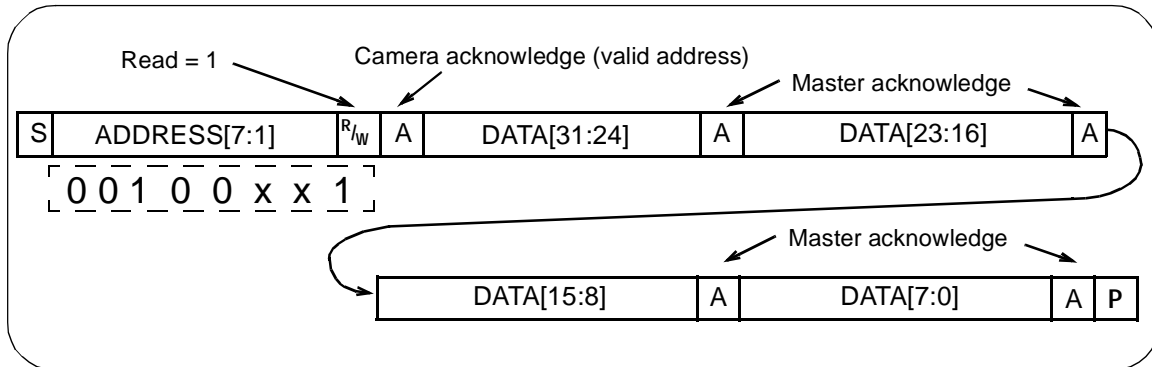 Read = 1
Camera acknowledge (valid address)
Master acknowledge
S ADDRESS[7:1] R/W A DATA[31:24] A DATA[23:16] A
0 0 1 0 0 x x 1
Master acknowledge
DATA[15:8] A DATA[7:0] A P